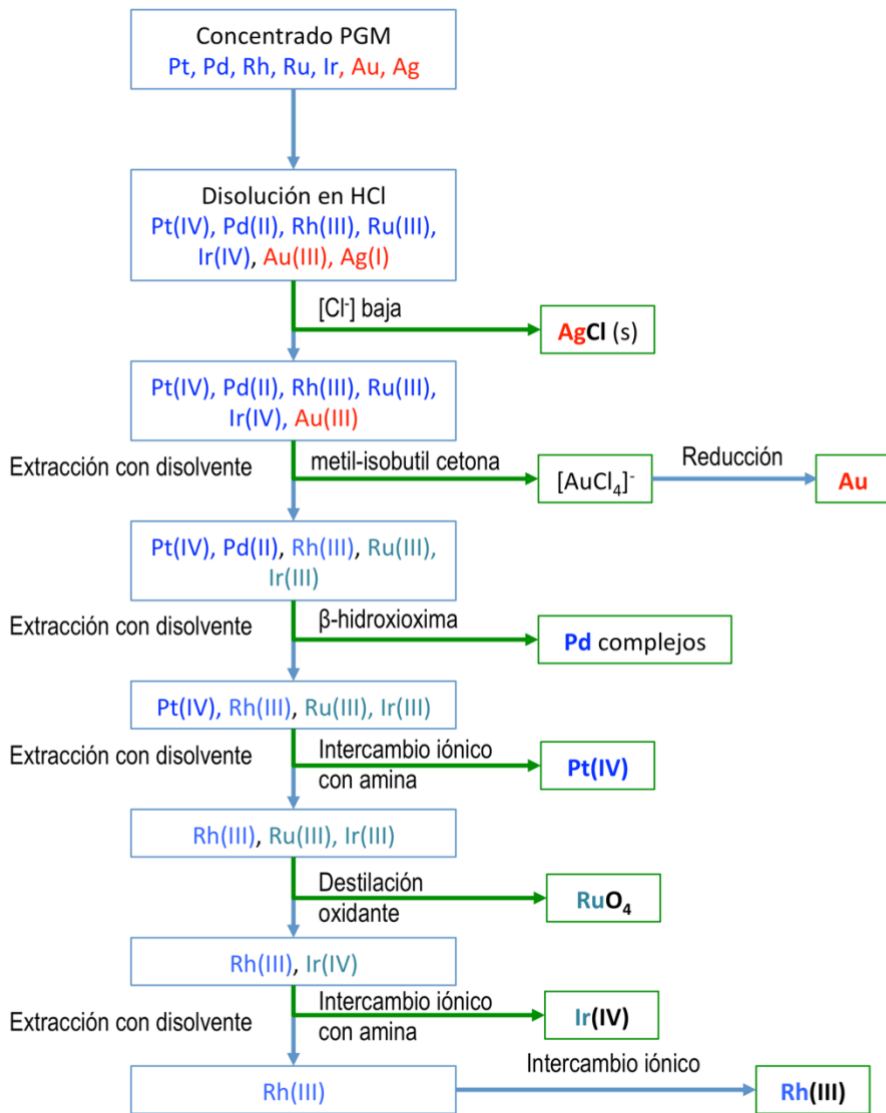 Concentrado PGM
Pt, Pd, Rh, Ru, Ir, Au, Ag
Disolución en HCl
Pt(IV), Pd(II), Rh(III), Ru(III),
Ir(IV), Au(III), Ag(I)
[Cl⁻] baja
AgCl (s)
Pt(IV), Pd(II), Rh(III), Ru(III),
Ir(IV), Au(III)
Extracción con disolvente
metil-isobutil cetona
[AuCl₄]⁻
Reducción
Au
Pt(IV), Pd(II), Rh(III), Ru(III),
Ir(III)
Extracción con disolvente
β-hidroxioxima
Pd complejos
Pt(IV), Rh(III), Ru(III), Ir(III)
Extracción con disolvente
Intercambio iónico
con amina
Pt(IV)
Rh(III), Ru(III), Ir(III)
Destilación
oxidante
RuO₄
Rh(III), Ir(IV)
Extracción con disolvente
Intercambio iónico
con amina
Ir(IV)
Rh(III)
Intercambio iónico
Rh(III)